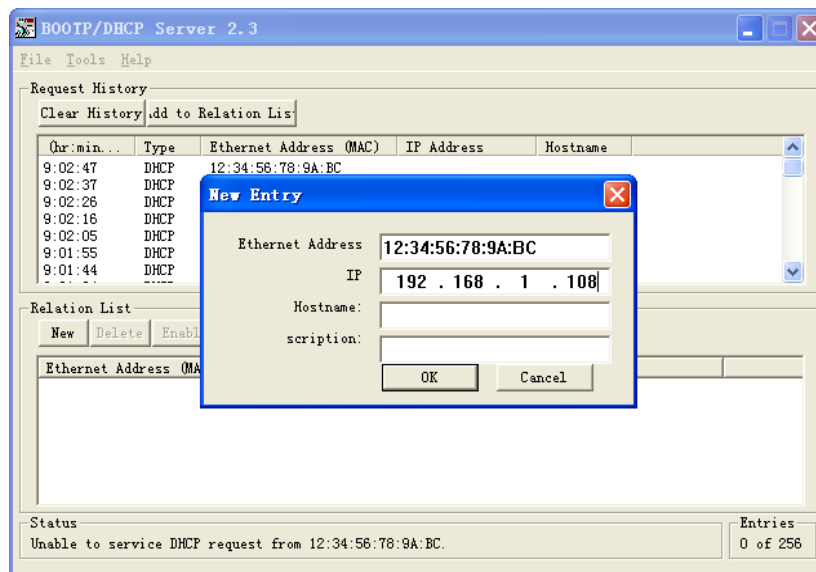 BOOTP/DHCP Server 2.3
File Tools Help
Request History
Clear History dd to Relation Lis
(hr:min... Type Ethernet Address (MAC) IP Address Hostname
9:02:47 DHCP 12:34:56:78:9A:BC
9:02:37 DHCP
9:02:26 DHCP
9:02:16 DHCP
9:02:05 DHCP
9:01:55 DHCP
9:01:44 DHCP
New Entry
Ethernet Address 12:34:56:78:9A:BC
IP 192 . 168 . 1 . 108
Hostname:
scription:
OK Cancel
Relation List
New Delete Enabl
Ethernet Address (MA
Status
Unable to service DHCP request from 12:34:56:78:9A:BC.
Entries
0 of 256